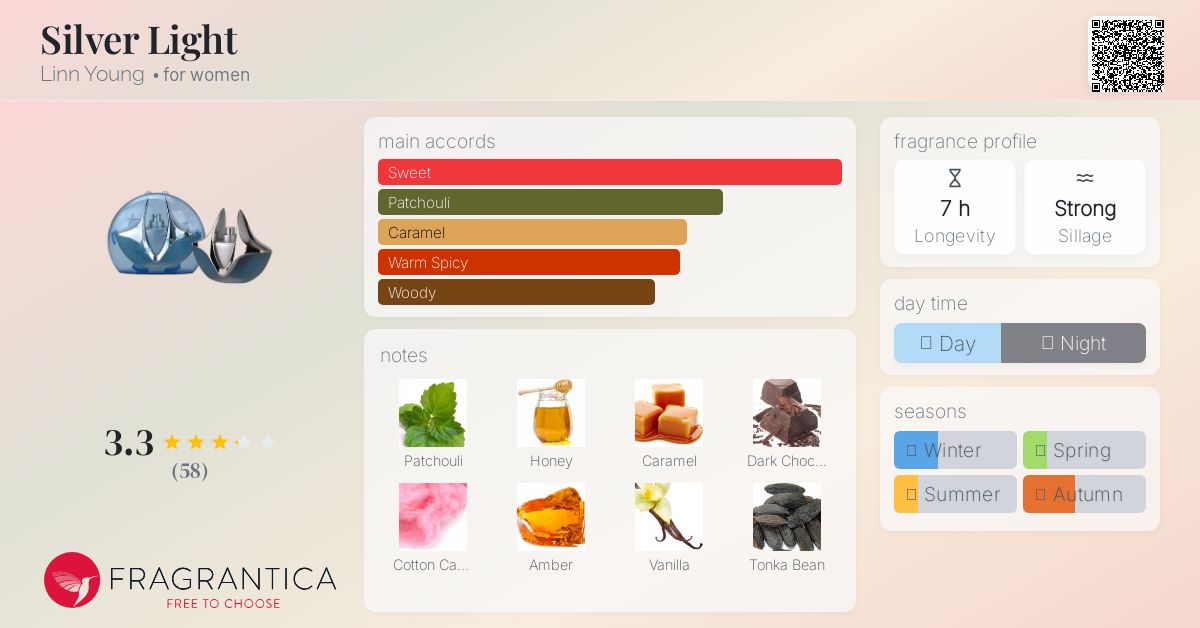 Silver Light
Linn Young • for women
main accords
Sweet
Patchouli
Caramel
Warm Spicy
Woody
notes
Patchouli
Honey
Caramel
Dark Choc...
Cotton Ca...
Amber
Vanilla
Tonka Bean
3.3
(58)
FRAGRANTICA
FREE TO CHOOSE
fragrance profile
7 h
Longevity
Strong
Sillage
day time
Day
Night
seasons
Winter
Spring
Summer
Autumn